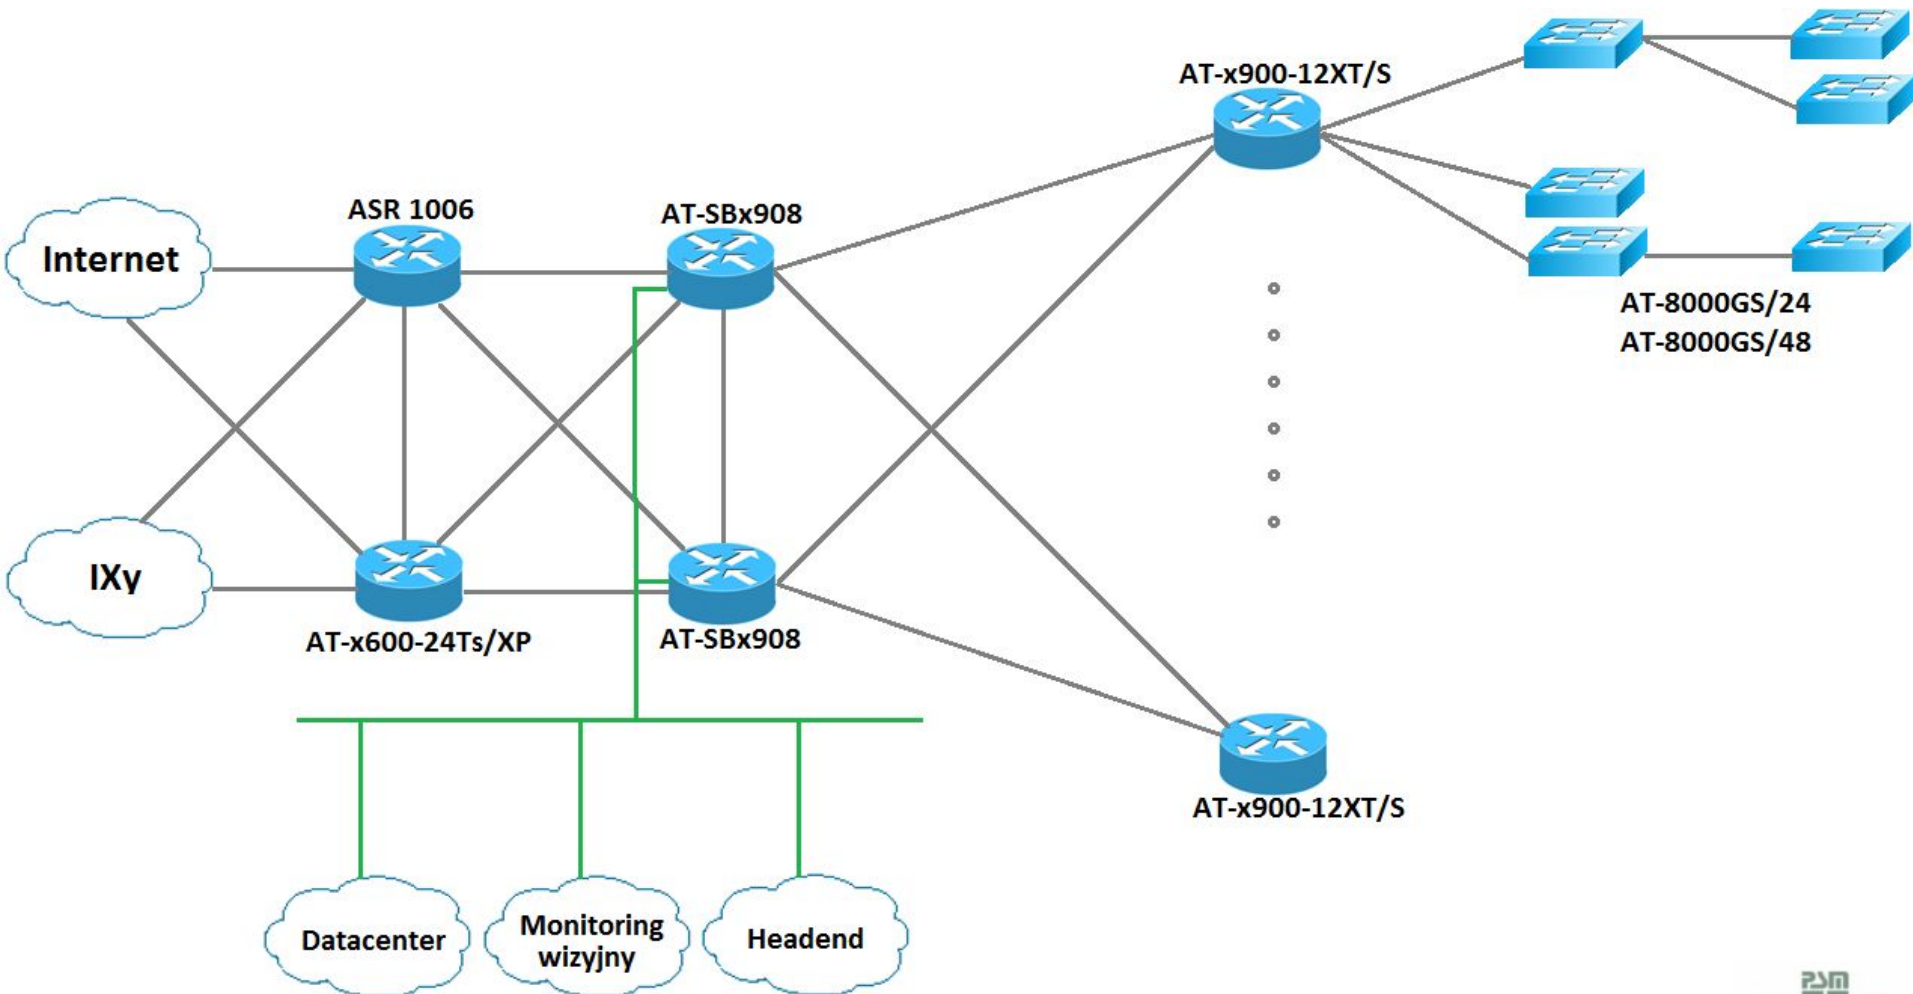 AT-x900-12XT/S
ASR 1006
AT-SBx908
Internet
AT-8000GS/24
AT-8000GS/48
IXy
AT-x600-24Ts/XP
AT-SBx908
AT-x900-12XT/S
Datacenter
Monitoring
wizyjny
Headend
PSM